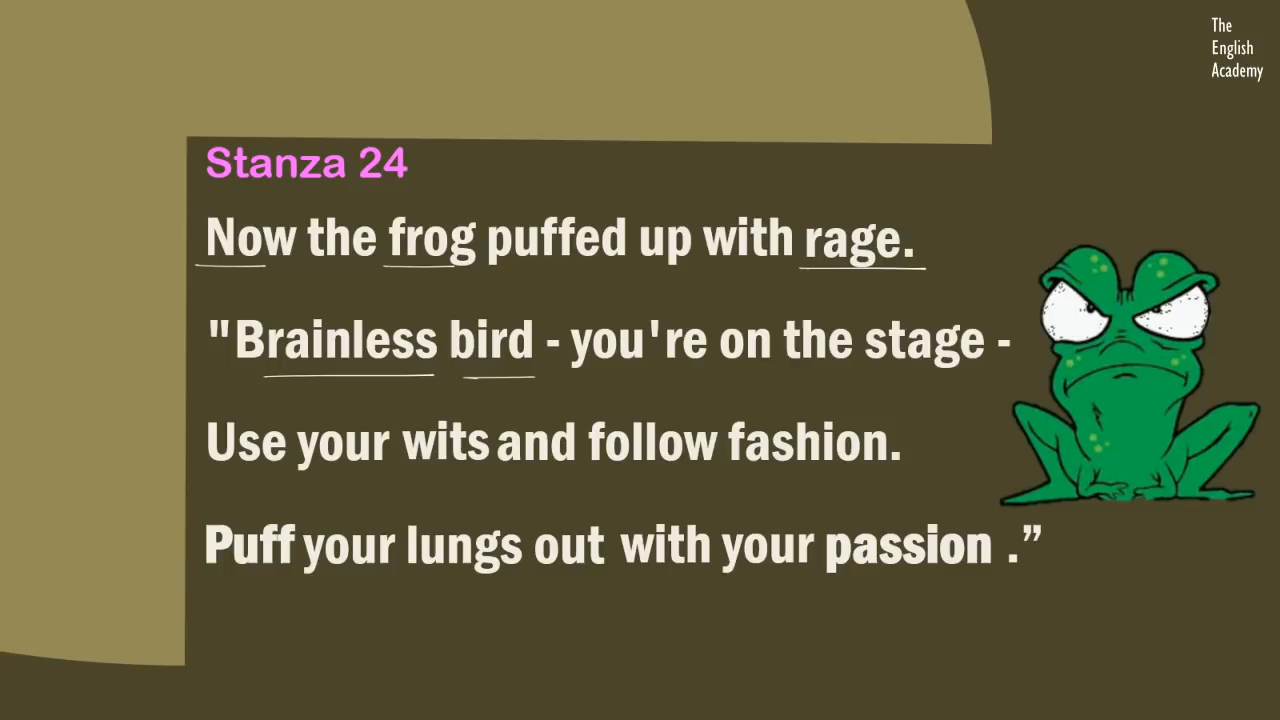 The
English
Academy
Stanza 24
Now the frog puffed up with rage.
"Brainless bird - you're on the stage -
Use your wits and follow fashion.
Puff your lungs out with your passion .”